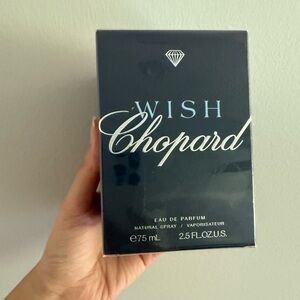 WISH
Chopard
EAU DE PARFUM
NATURAL SPRAY / VAPORISATEUR
℮75 mL 2.5 FL.OZ.U.S.